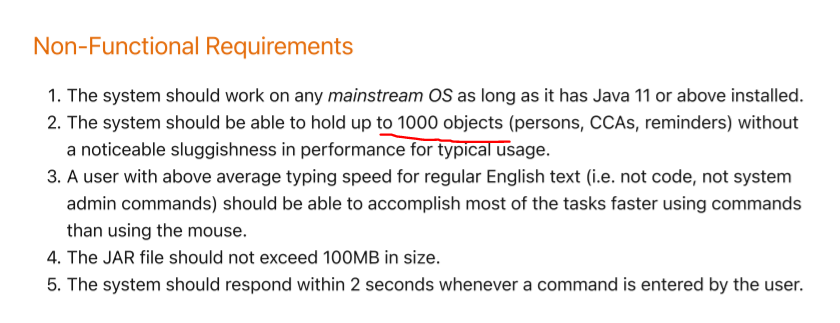 Non-Functional Requirements
1. The system should work on any mainstream OS as long as it has Java 11 or above installed.
2. The system should be able to hold up to 1000 objects (persons, CCAs, reminders) without
a noticeable sluggishness in performance for typical usage.
3. A user with above average typing speed for regular English text (i.e. not code, not system
admin commands) should be able to accomplish most of the tasks faster using commands
than using the mouse.
4. The JAR file should not exceed 100MB in size.
5. The system should respond within 2 seconds whenever a command is entered by the user.